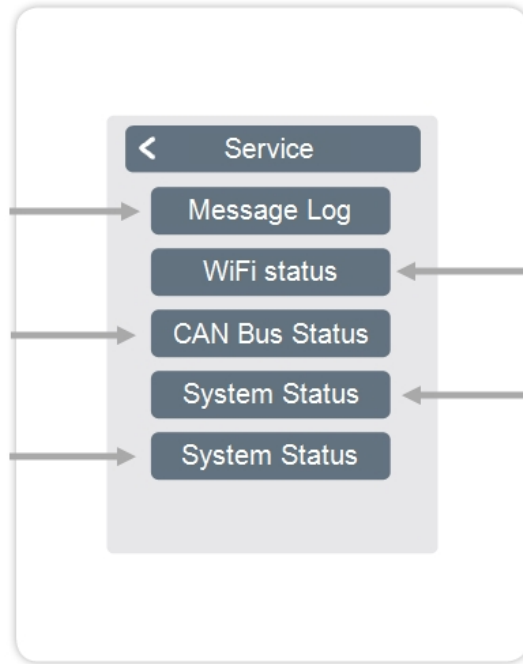 Service
Message Log
WiFi status
CAN Bus Status
System Status
System Status